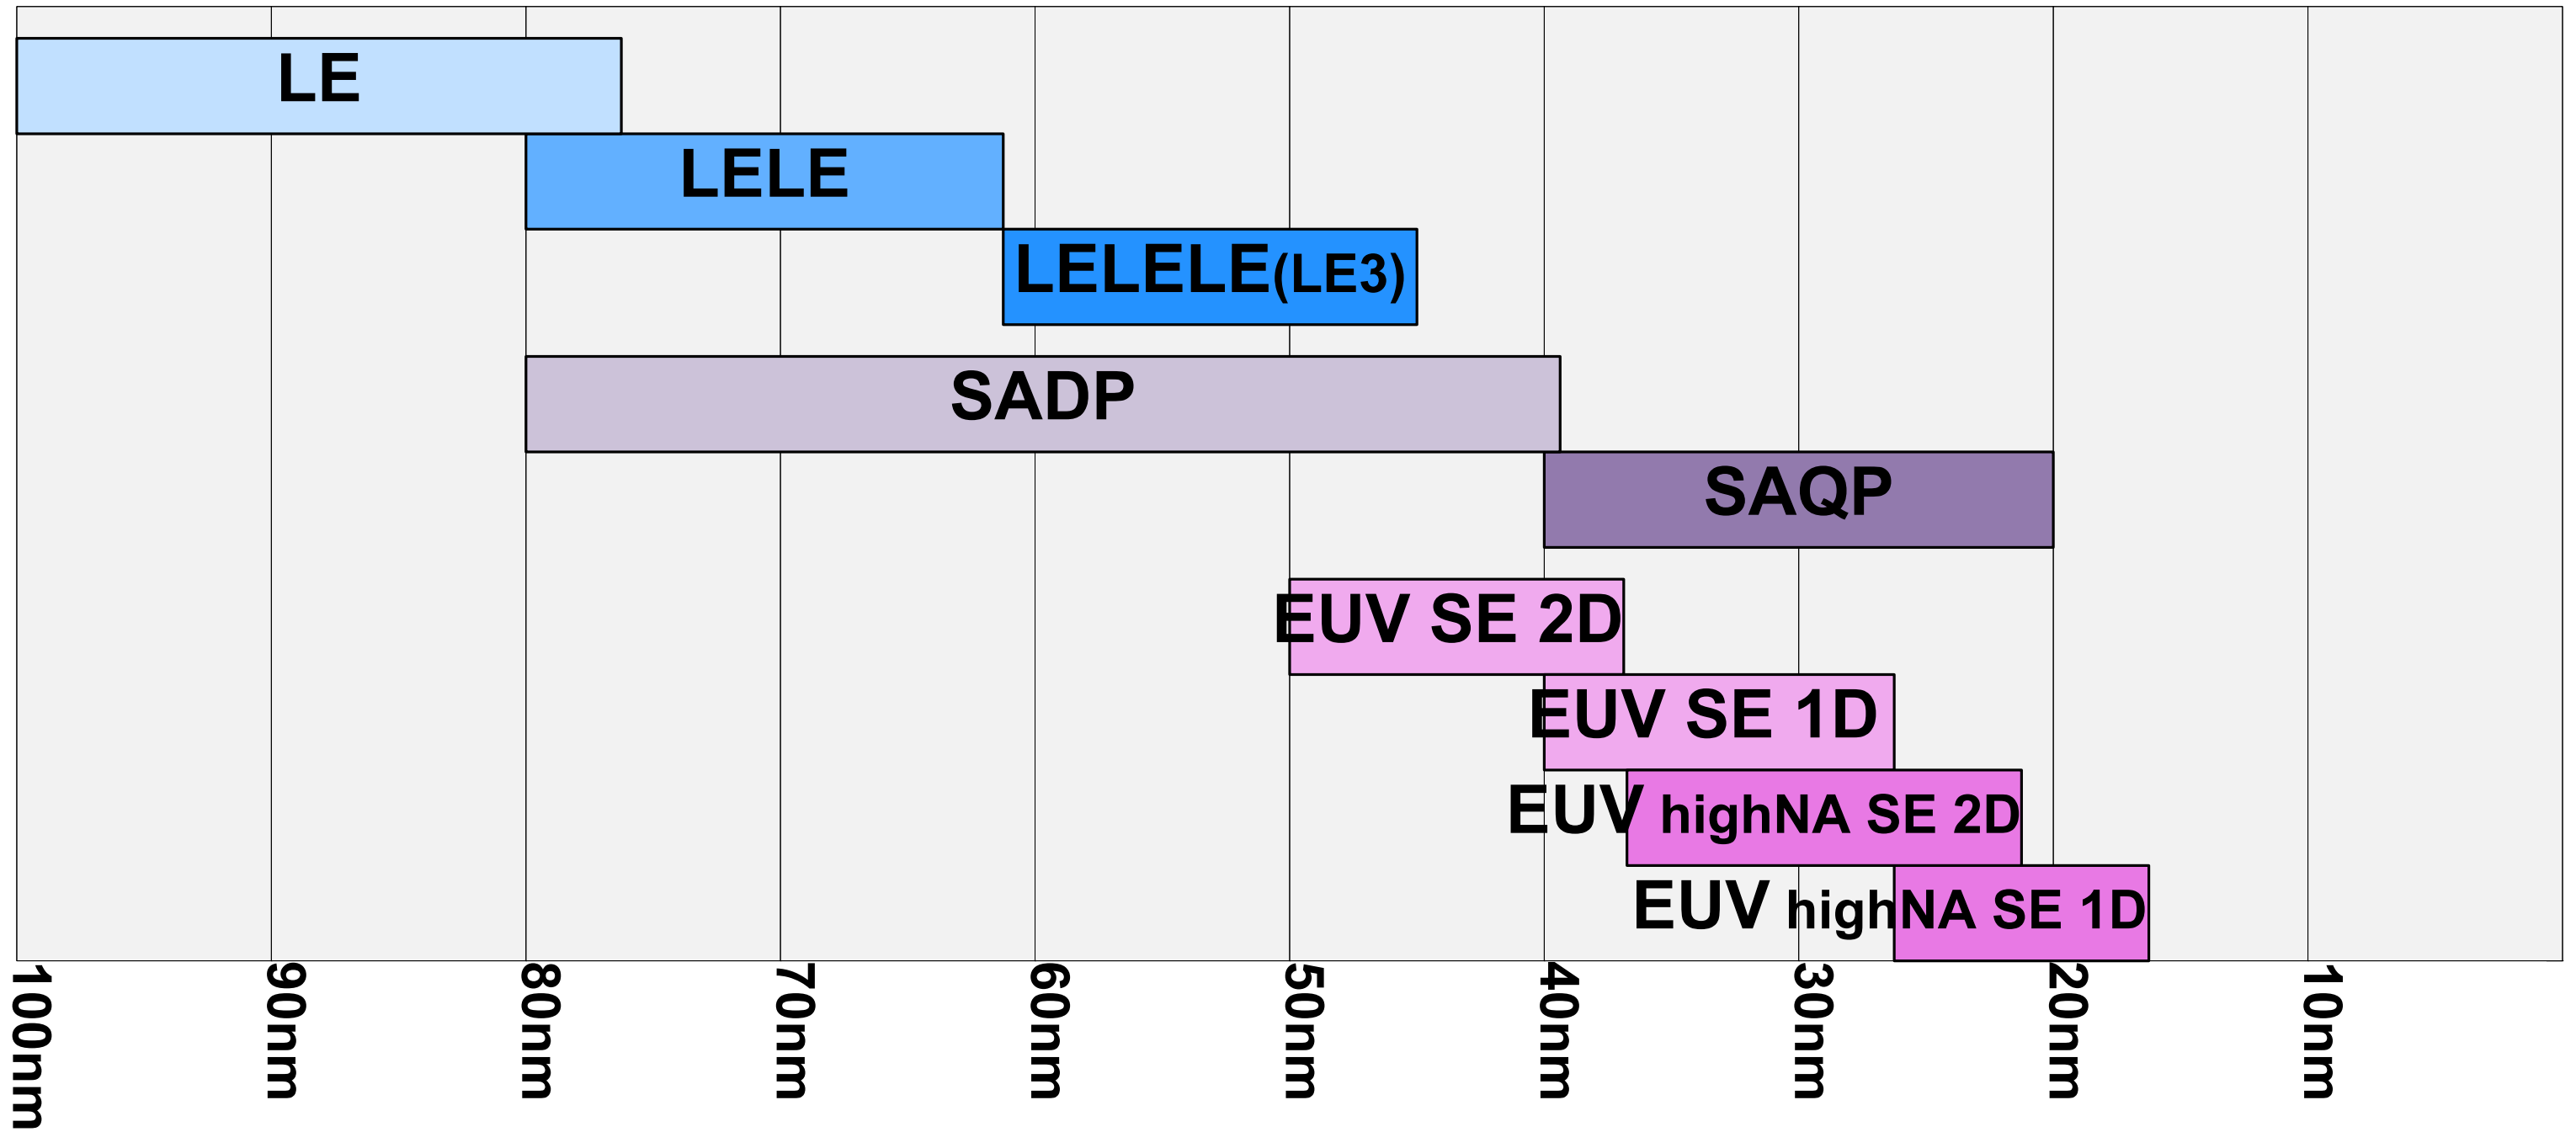 LE
LELE
LELELE(LE3)
SADP
SAQP
EUV SE 2D
EUV SE 1D
EUV highNA SE 2D
EUV highNA SE 1D
100nm
90nm
80nm
70nm
60nm
50nm
40nm
30nm
20nm
10nm